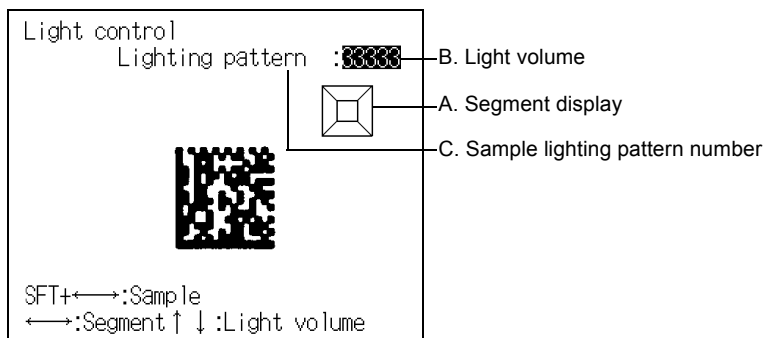 Light control
Lighting pattern :33333
B. Light volume
A. Segment display
C. Sample lighting pattern number
SFT+←→:Sample
←→:Segment↑↓:Light volume